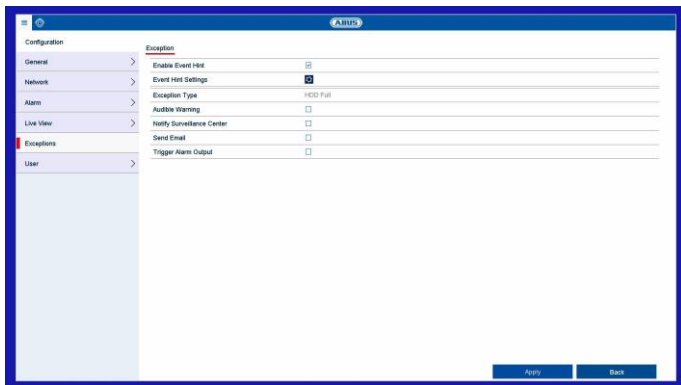 ABUS
Configuration
Exception
General
Network
Alarm
Live View
Exceptions
User
Enable Event Hint
Event Hint Settings
Exception Type HDD Full
Audible Warning
Notify Surveillance Center
Send Email
Trigger Alarm Output
Apply Back